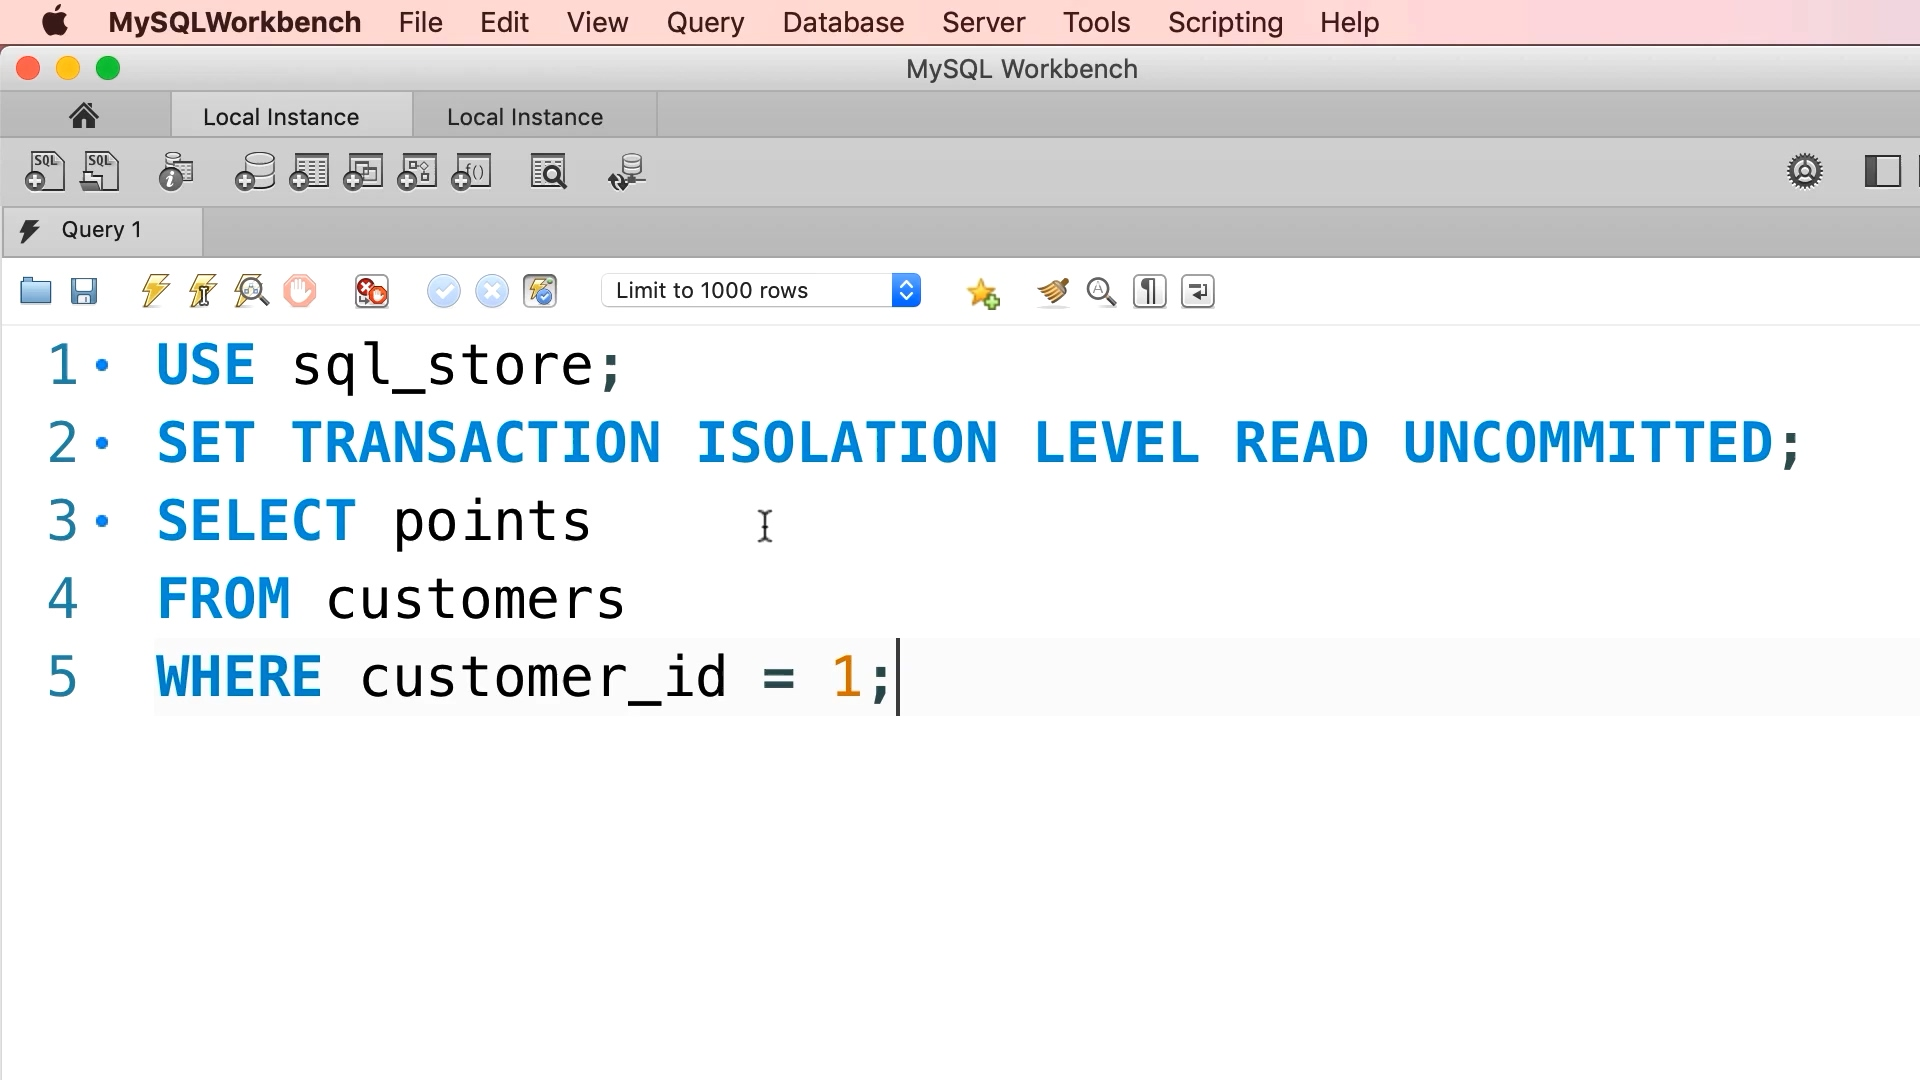 MySQLWorkbench File Edit View Query Database Server Tools Scripting Help
MySQL Workbench
Local Instance Local Instance
SQL SQL
Query 1
Limit to 1000 rows
1 USE sql_store;
2 SET TRANSACTION ISOLATION LEVEL READ UNCOMMITTED;
3 SELECT points
4 FROM customers
5 WHERE customer_id = 1;